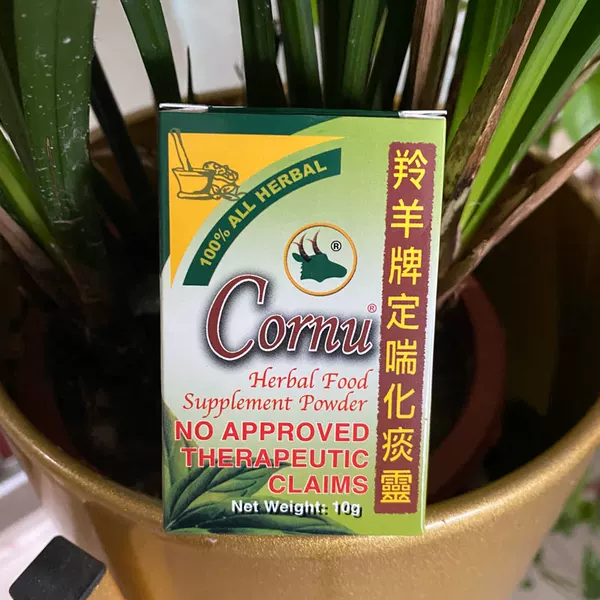 100% ALL HERBAL
®
Cornu®
Herbal Food
Supplement Powder
NO APPROVED
THERAPEUTIC
CLAIMS
Net Weight: 10g
羚羊牌定喘化痰靈